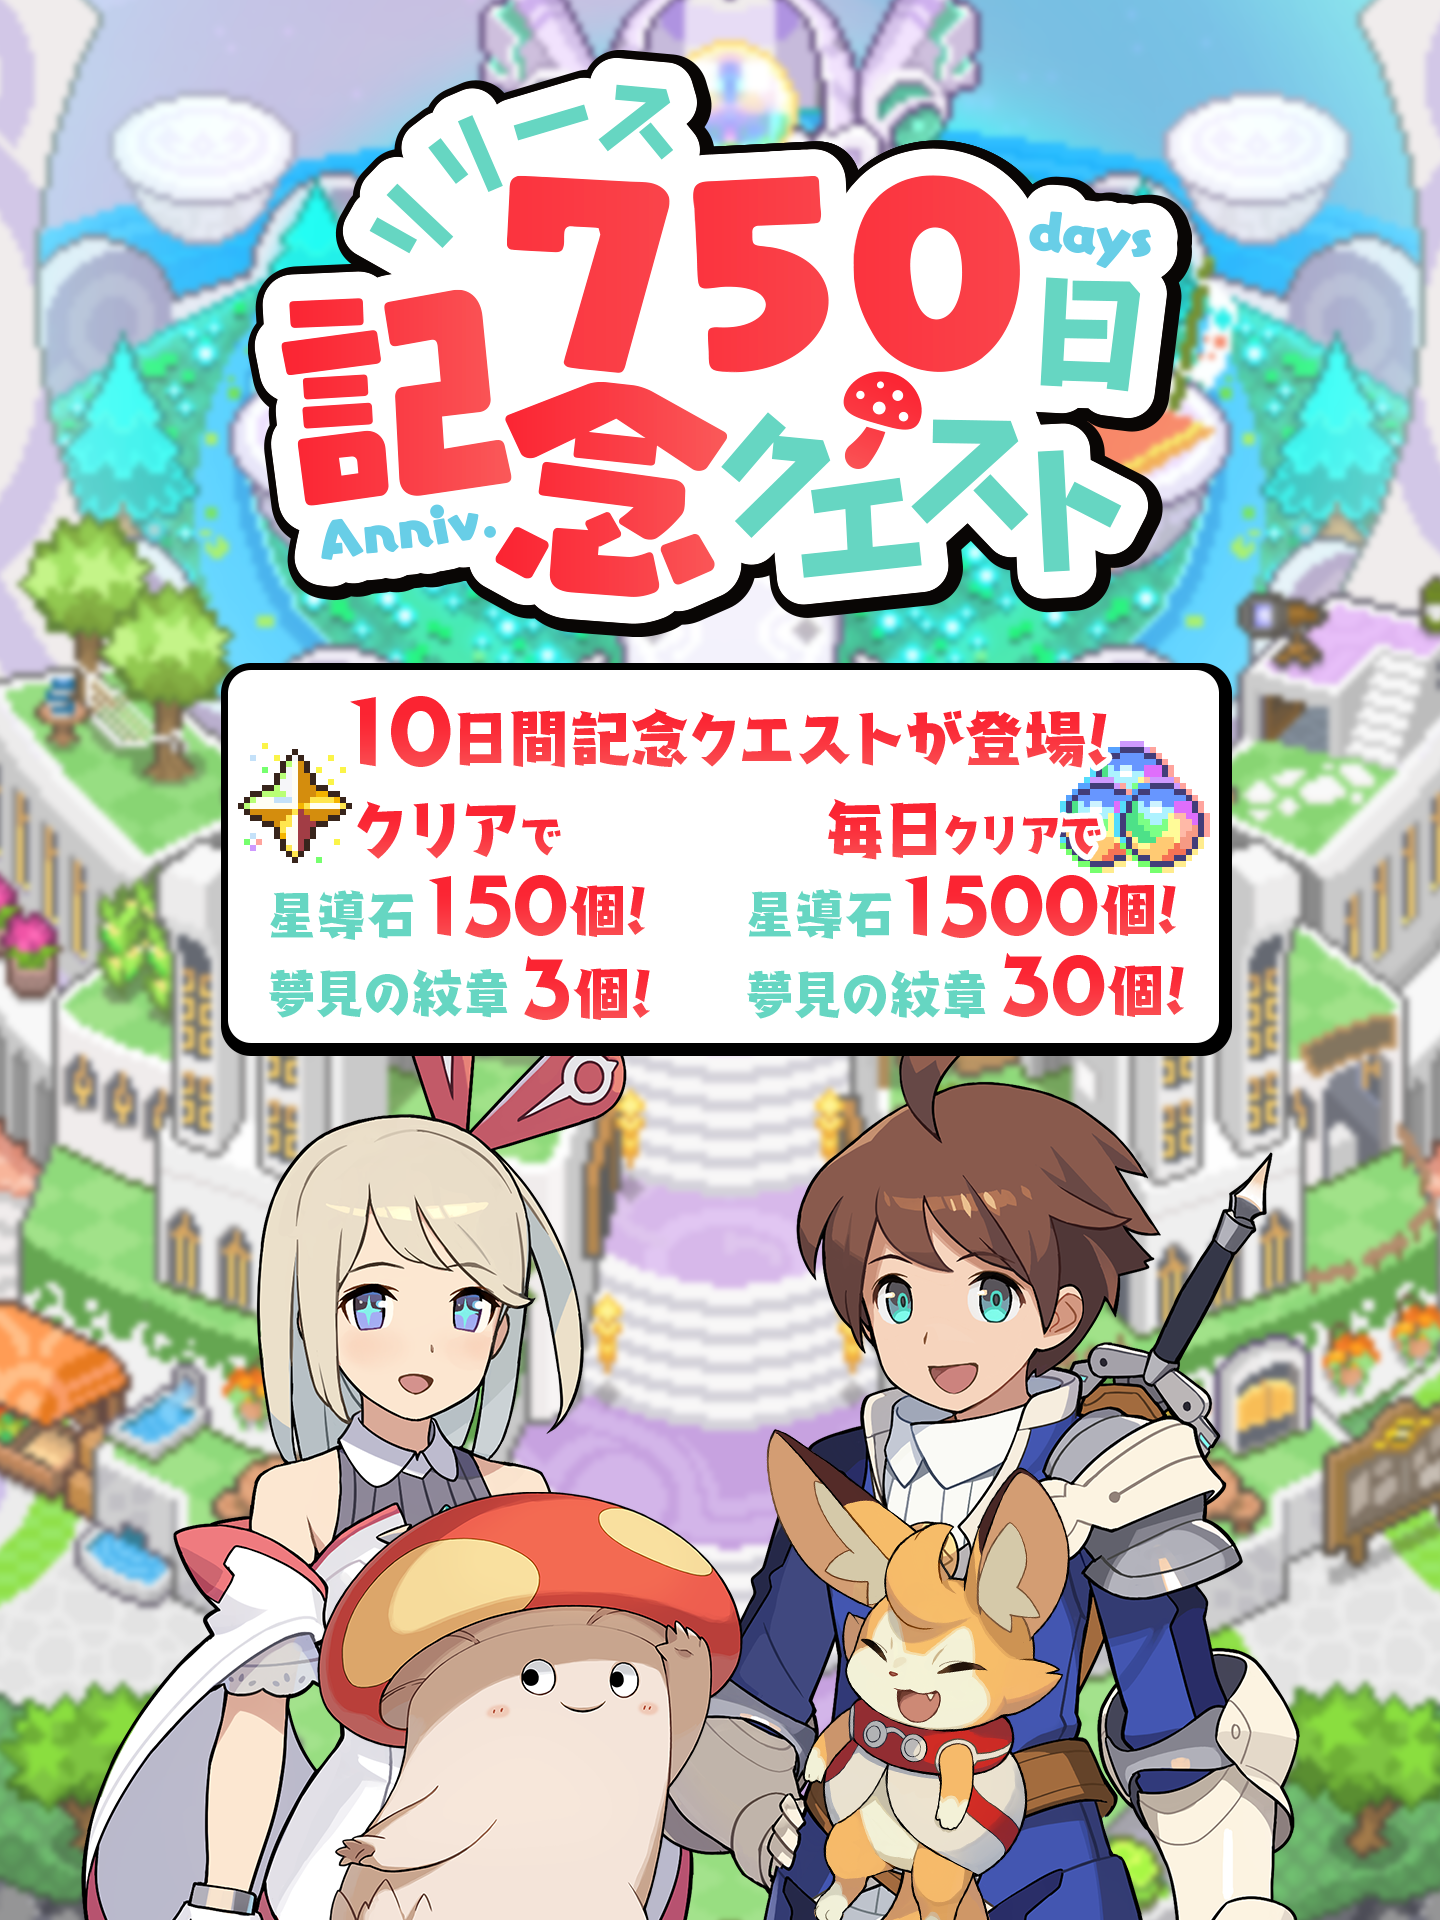 リリース
750日
days
記念クエスト
Anniv.
10日間記念クエストが登場!
クリアで
星導石150個!
夢見の紋章3個!
毎日クリアで
星導石1500個!
夢見の紋章30個!